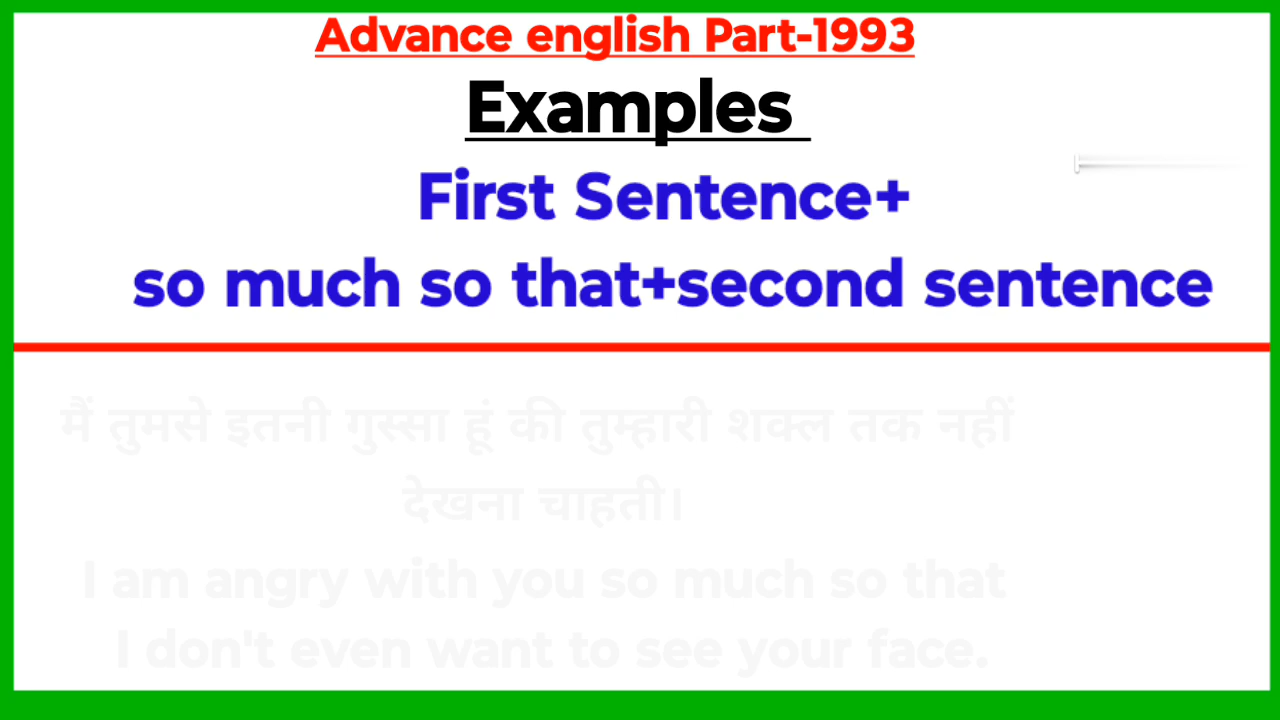 Advance english Part-1993
Examples
First Sentence+
so much so that+second sentence
मैं तुमसे इतनी गुस्सा हूं की तुम्हारी शक्ल तक नहीं
देखना चाहती।
I am angry with you so much so that
I don't even want to see your face.